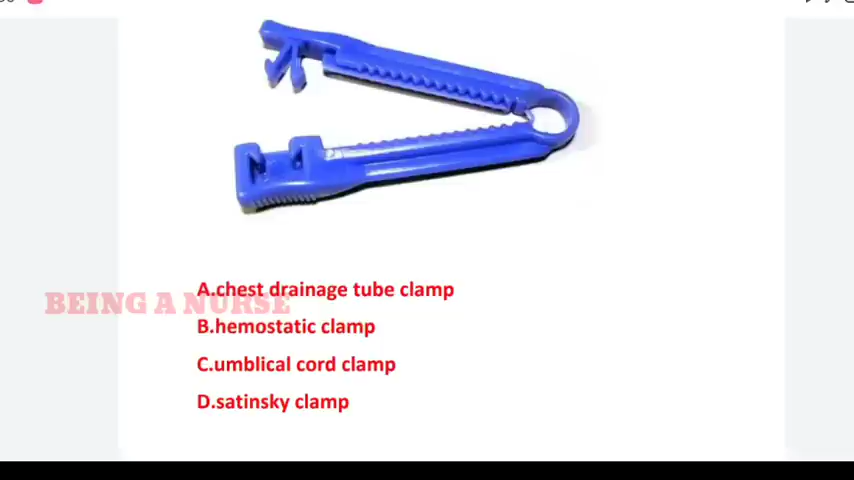 A.chest drainage tube clamp
BEING A NURSE
B.hemostatic clamp
C.umblical cord clamp
D.satinsky clamp